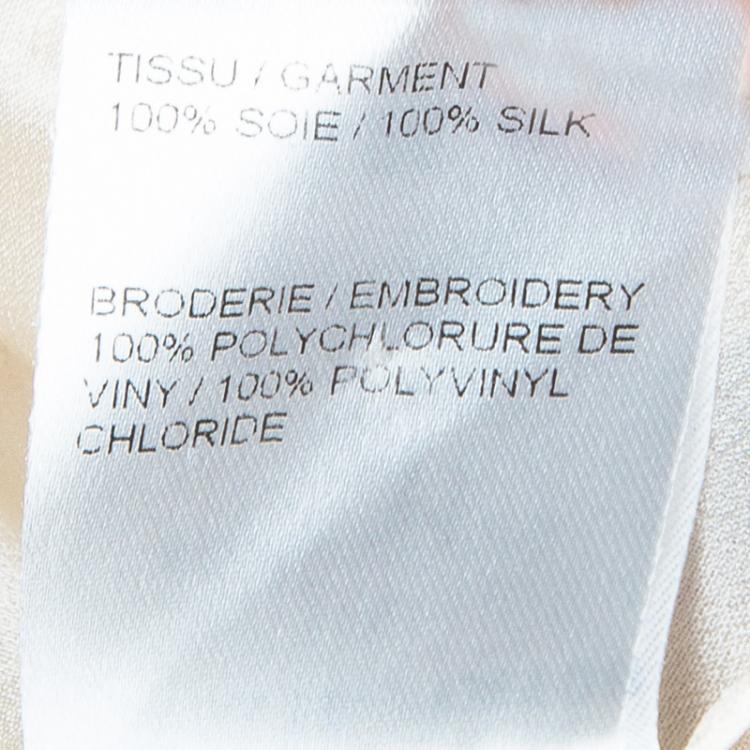 TISSU / GARMENT
100% SOIE / 100% SILK
BRODERIE / EMBROIDERY
100% POLYCHLORURE DE
VINY / 100% POLYVINYL
CHLORIDE